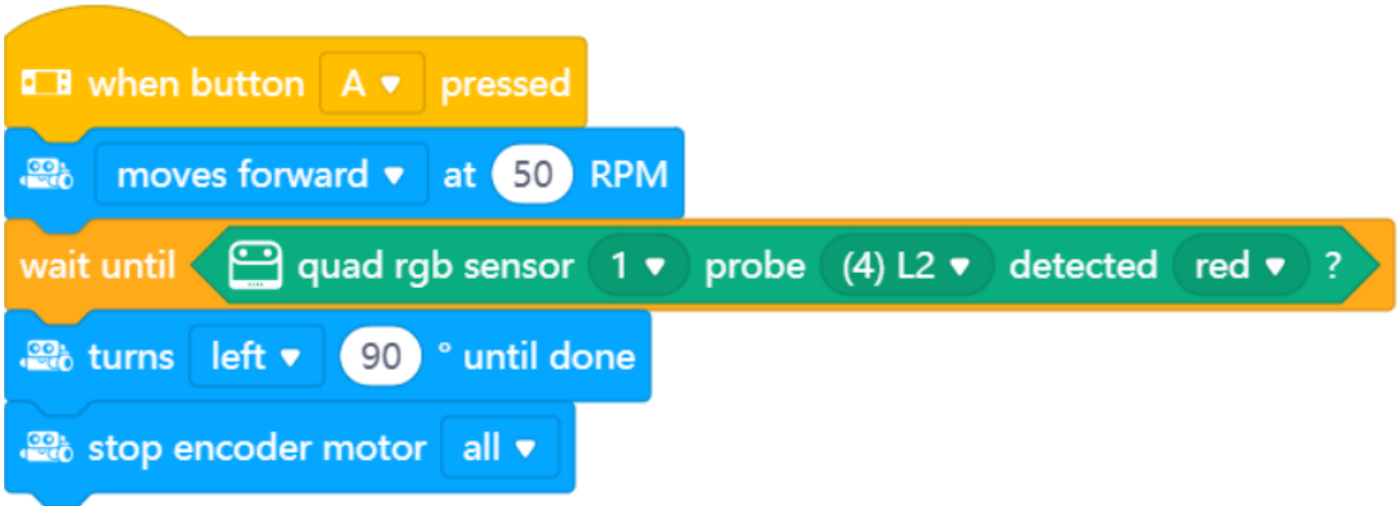 when button A pressed
moves forward at 50 RPM
wait until quad rgb sensor 1 probe (4) L2 detected red ?
turns left 90 ° until done
stop encoder motor all